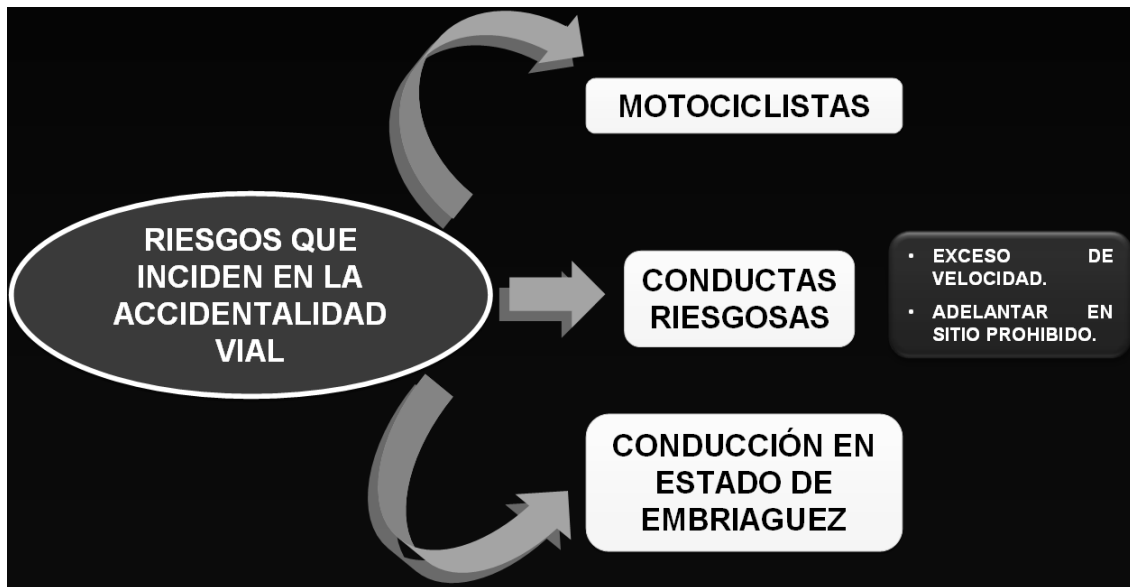 RIESGOS QUE
INCIDEN EN LA
ACCIDENTALIDAD
VIAL
MOTOCICLISTAS
CONDUCTAS
RIESGOSAS
• EXCESO DE
VELOCIDAD.
• ADELANTAR EN
SITIO PROHIBIDO.
CONDUCCIÓN EN
ESTADO DE
EMBRIAGUEZ